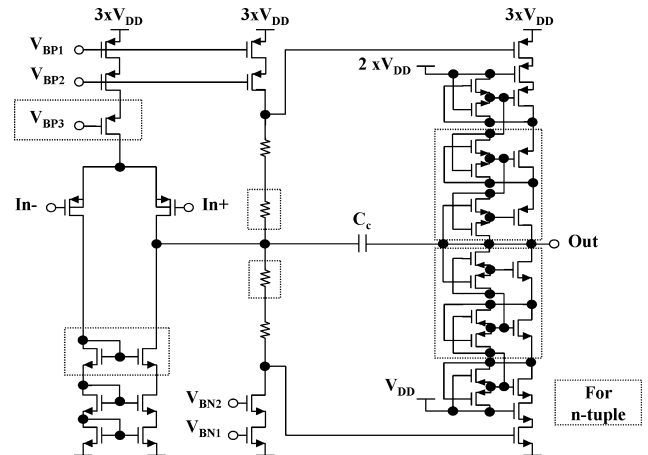 3xV_DD 3xV_DD 3xV_DD
V_BP1
2 xV_DD
V_BP2
V_BP3
In- In+
C_c
Out
V_DD
V_BN2
For
n-tuple
V_BN1